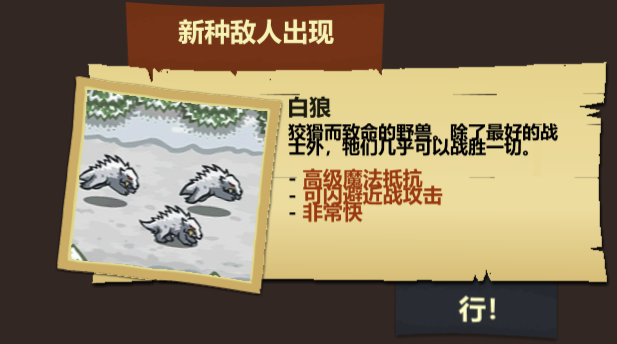 新种敌人出现
白狼
狡猾而致命的野兽。除了最好的战
士外，牠们几乎可以战胜一切。
- 高级魔法抵抗
- 可闪避近战攻击
- 非常快
行！